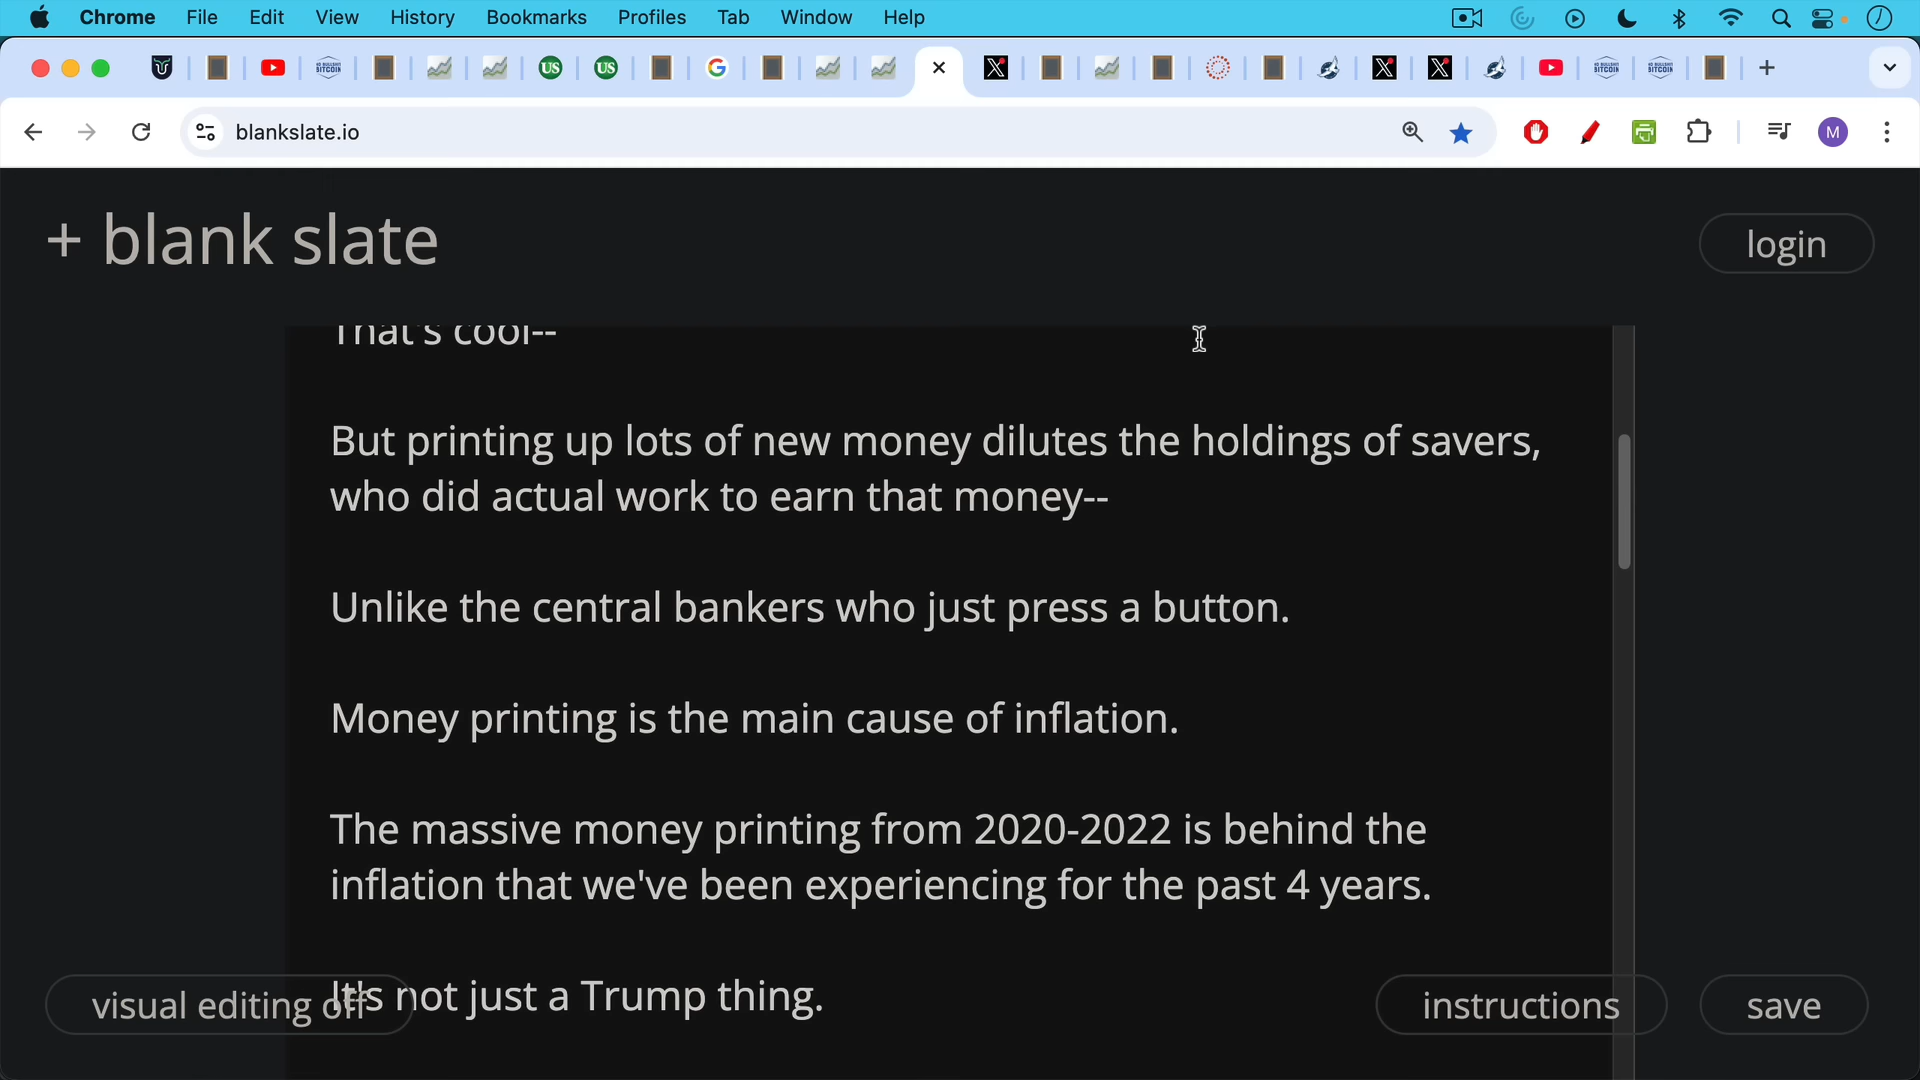 Chrome File Edit View History Bookmarks Profiles Tab Window Help
blankslate.io
M
+ blank slate
login
That's cool--
But printing up lots of new money dilutes the holdings of savers,
who did actual work to earn that money--
Unlike the central bankers who just press a button.
Money printing is the main cause of inflation.
The massive money printing from 2020-2022 is behind the
inflation that we've been experiencing for the past 4 years.
It's not just a Trump thing.
visual editing off
instructions
save